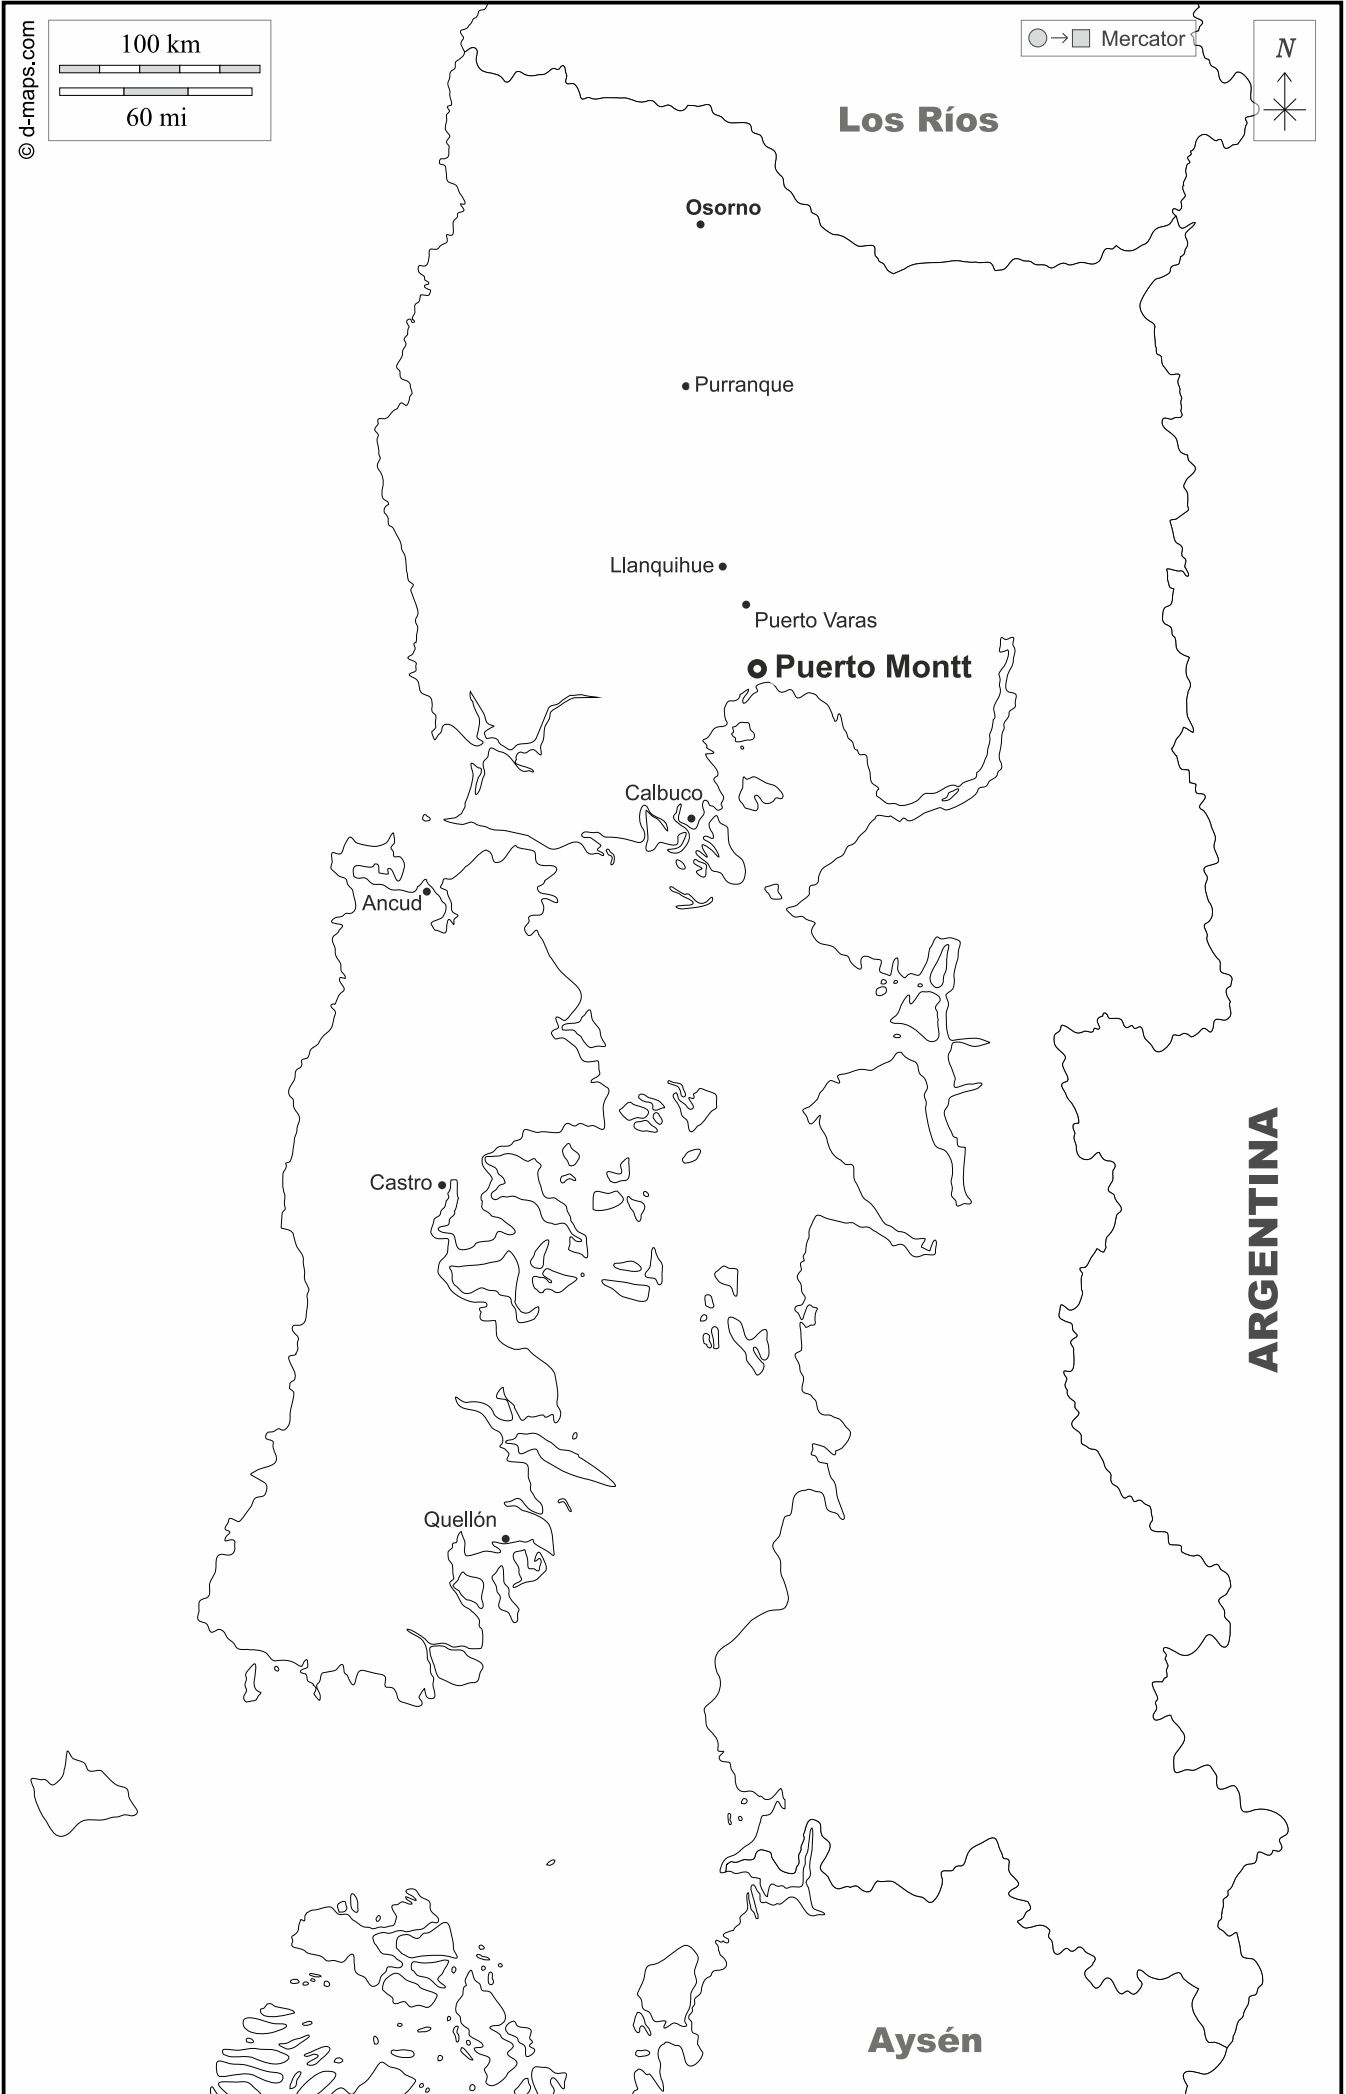 © d-maps.com
100 km
60 mi
Mercator
N
Los Ríos
Osorno
Purranque
Llanquihue
Puerto Varas
Puerto Montt
Calbuco
Ancud
ARGENTINA
Castro
Quellón
Aysén